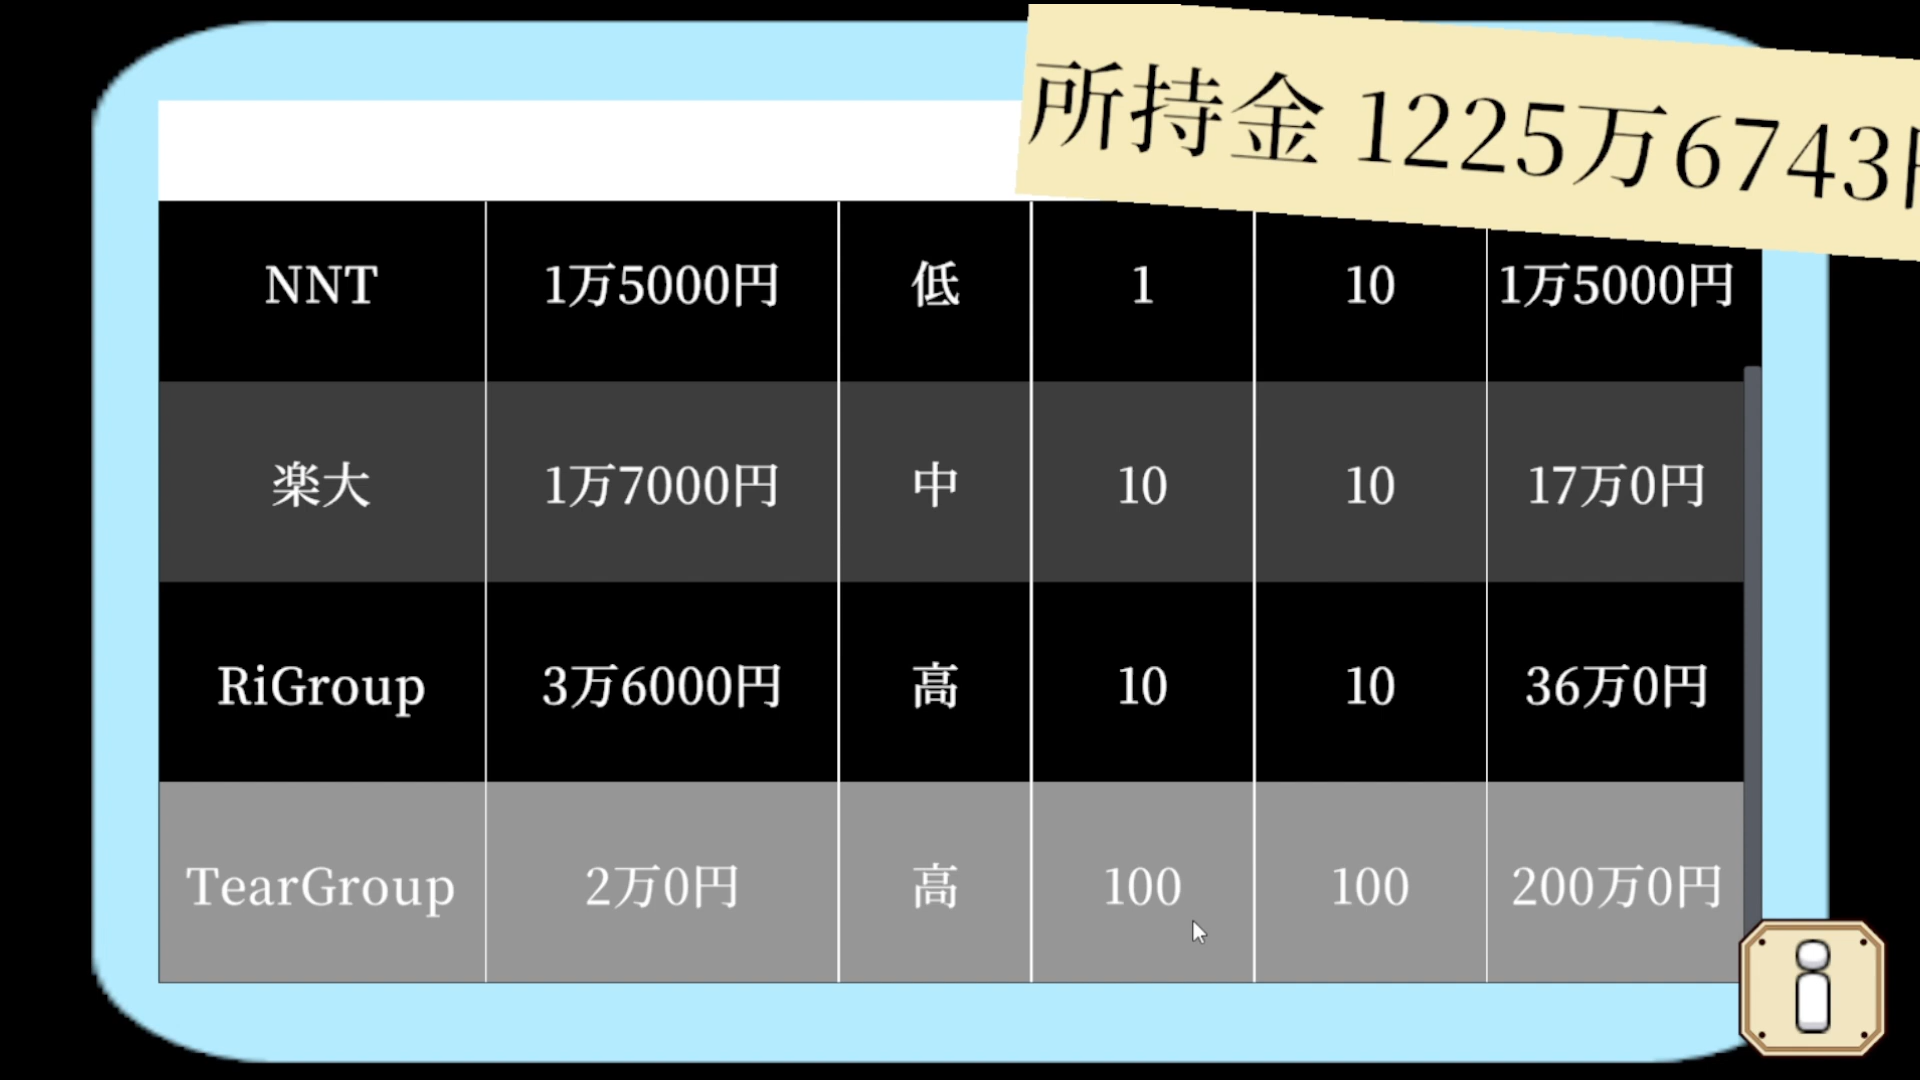 所持金 1225万6743円
NNT 1万5000円 低 1 10 1万5000円
楽大 1万7000円 中 10 10 17万0円
RiGroup 3万6000円 高 10 10 36万0円
TearGroup 2万0円 高 100 100 200万0円